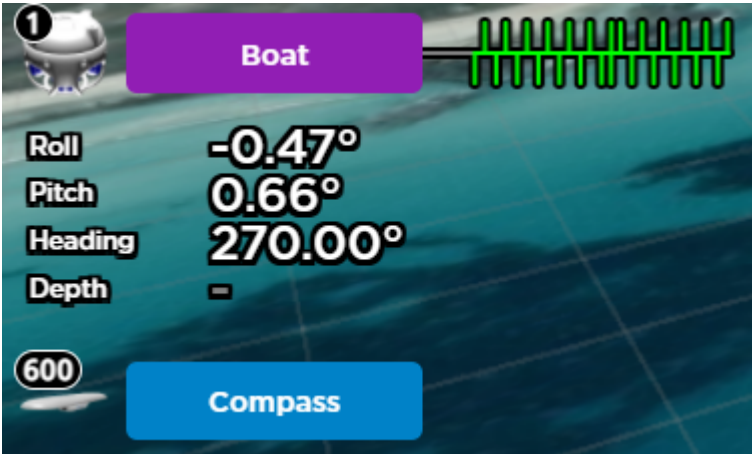 1
Boat
Roll -0.47°
Pitch 0.66°
Heading 270.00°
Depth -
600
Compass